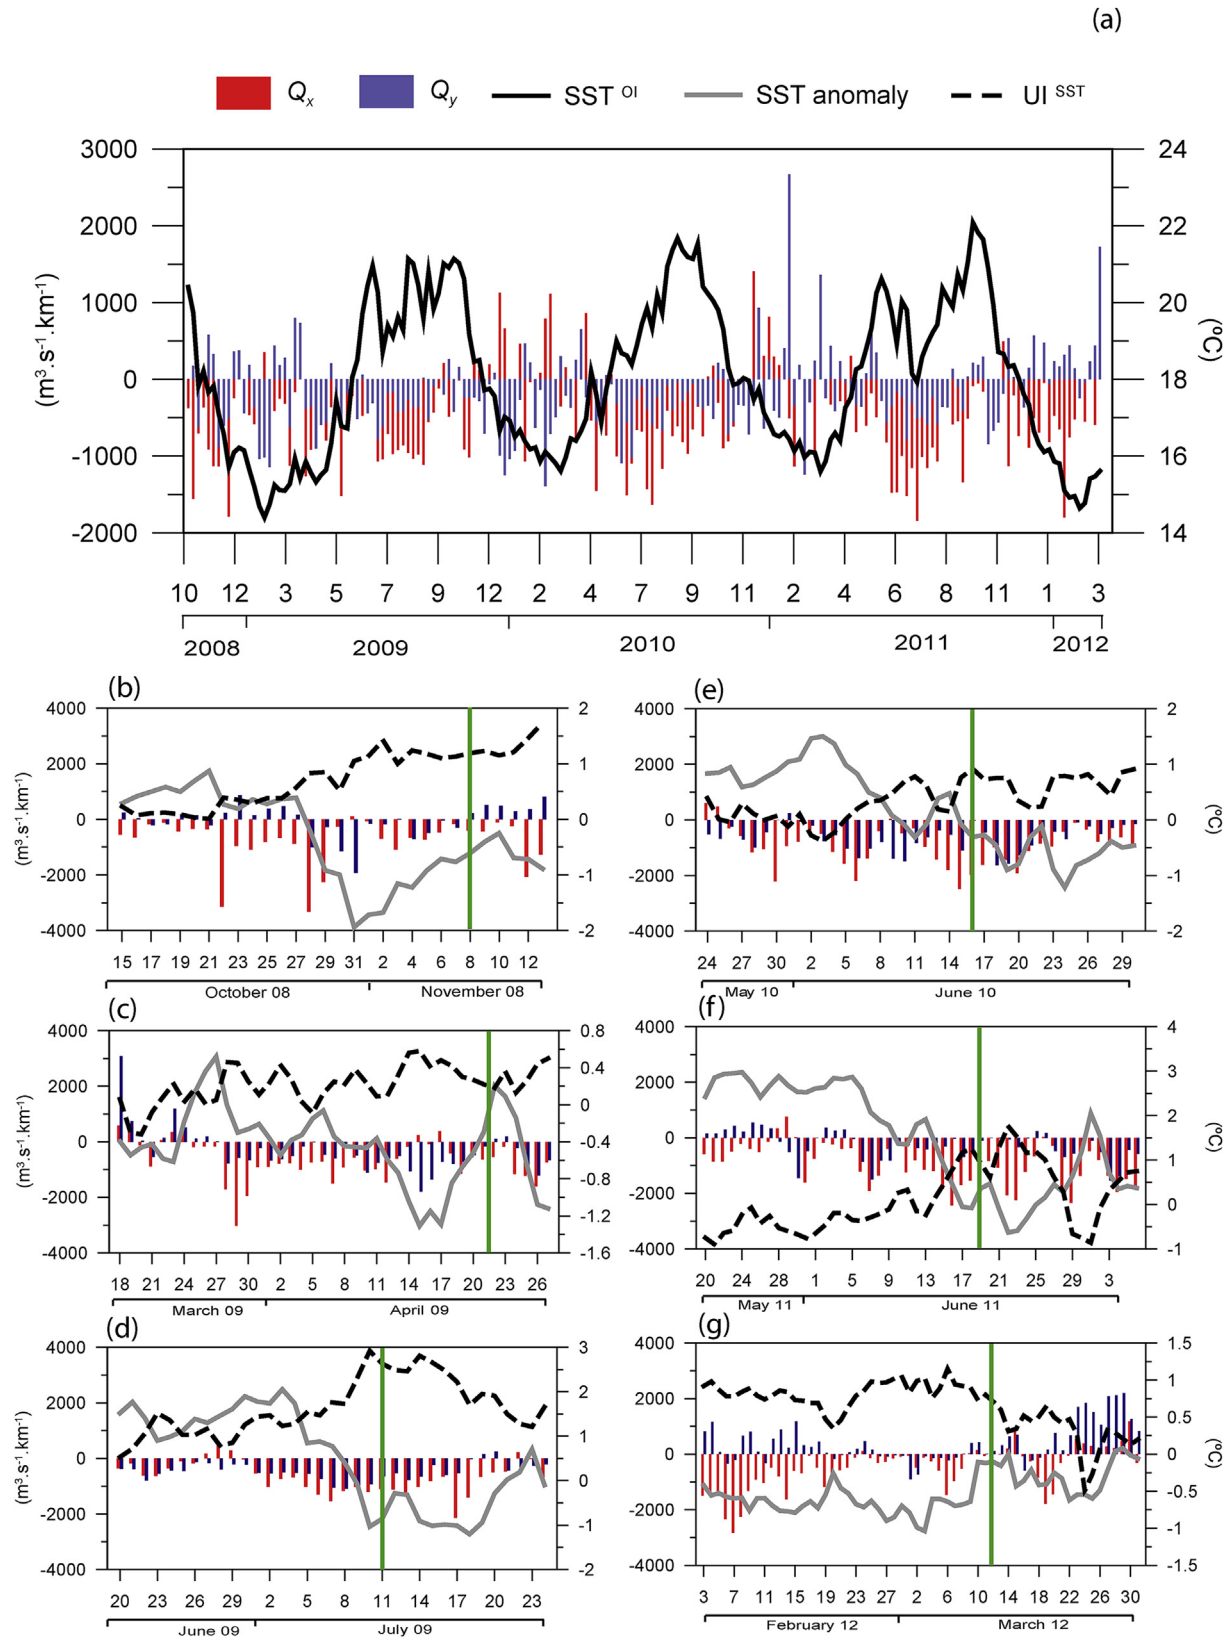 (a)
Qx Qy SST OI SST anomaly UI SST
3000 24
2000 22
1000 20
0 18
-1000 16
-2000 14
(m³.s⁻¹.km⁻¹)
(ºC)
10 12 3 5 7 9 12 2 4 7 9 11 2 4 6 8 11 1 3
2008 2009 2010 2011 2012
(b)
4000 2
2000 1
0 0
-2000 -1
-4000 -2
(m³.s⁻¹.km⁻¹)
15 17 19 21 23 25 27 29 31 2 4 6 8 10 12
October 08 November 08
(e)
4000 2
2000 1
0 0
-2000 -1
-4000 -2
(ºC)
24 27 30 2 5 8 11 14 17 20 23 26 29
May 10 June 10
(c)
4000 0.8
0.4
2000 0
0 -0.4
-0.8
-2000 -1.2
-4000 -1.6
(m³.s⁻¹.km⁻¹)
18 21 24 27 30 2 5 8 11 14 17 20 23 26
March 09 April 09
(f)
4000 4
3
2000 2
0 1
-2000 0
-4000 -1
(ºC)
20 24 28 1 5 9 13 17 21 25 29 3
May 11 June 11
(d)
4000 3
2000 2
1
0 0
-2000 -1
-4000 -2
(m³.s⁻¹.km⁻¹)
20 23 26 29 2 5 8 11 14 17 20 23
June 09 July 09
(g)
4000 1.5
2000 1
0.5
0 0
-0.5
-2000 -1
-4000 -1.5
(ºC)
3 7 11 15 19 23 27 2 6 10 14 18 22 26 30
February 12 March 12